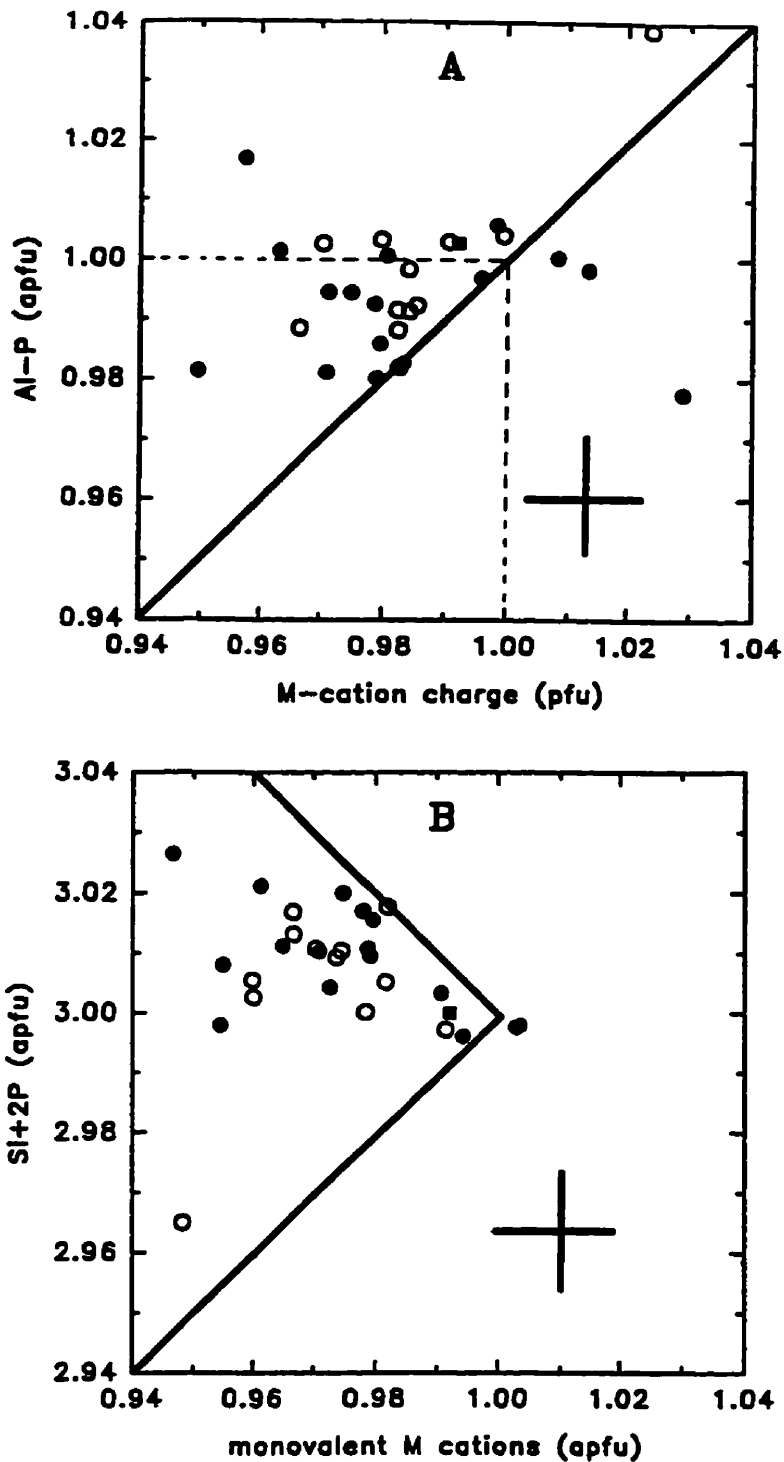 A
1.04
1.02
1.00
0.98
0.96
0.94
Al-P (apfu)
0.94 0.96 0.98 1.00 1.02 1.04
M-cation charge (pfu)
B
3.04
3.02
3.00
2.98
2.96
2.94
Si+2P (apfu)
0.94 0.96 0.98 1.00 1.02 1.04
monovalent M cations (apfu)